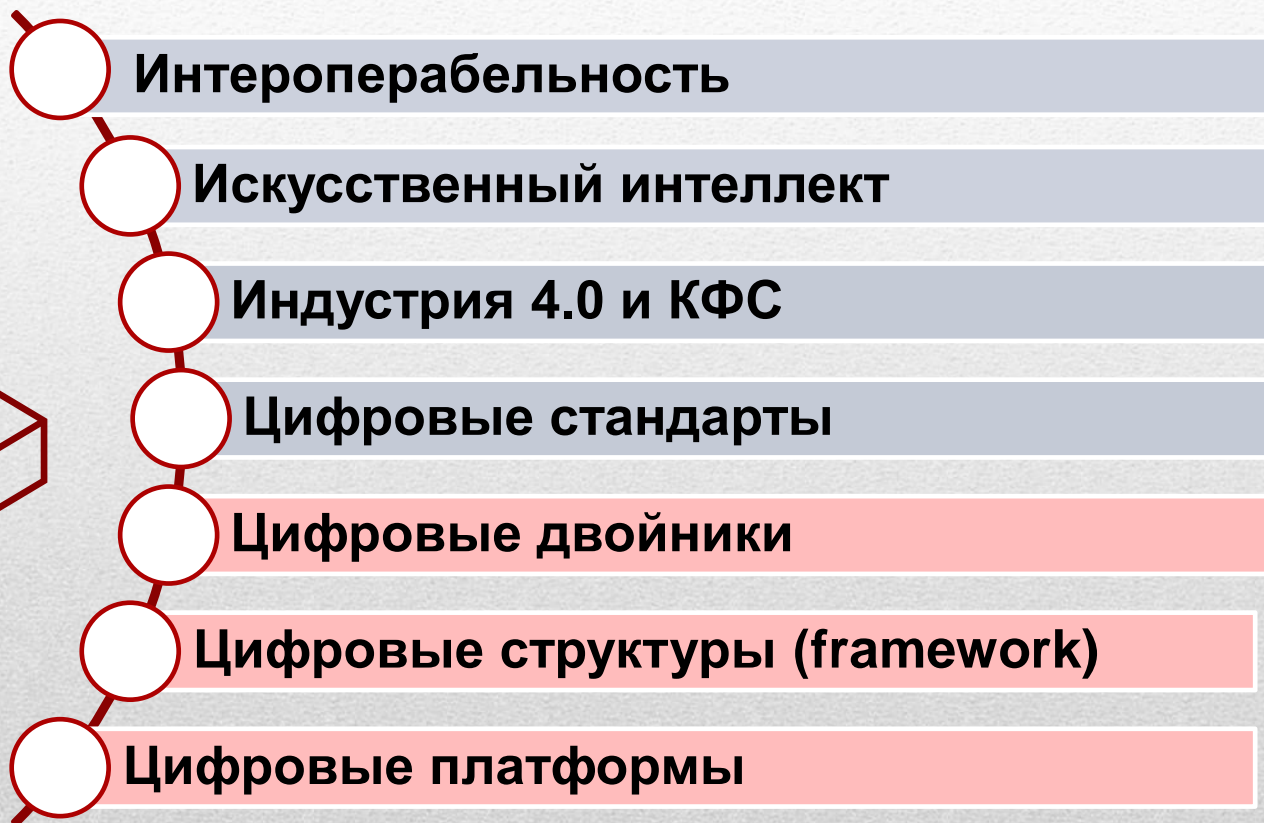 Интероперабельность
Искусственный интеллект
Индустрия 4.0 и КФС
Цифровые стандарты
Цифровые двойники
Цифровые структуры (framework)
Цифровые платформы